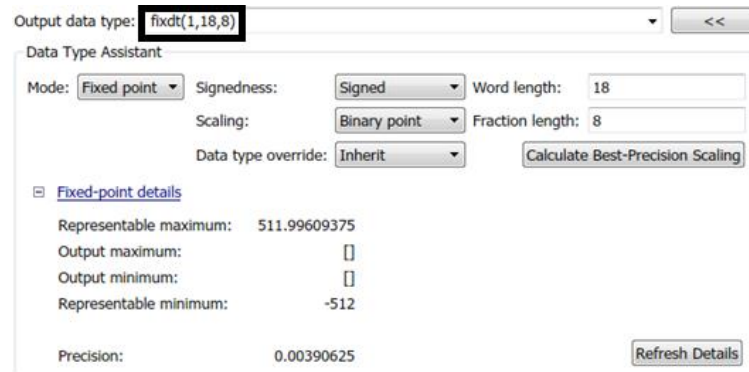 Output data type: fixdt(1,18,8) <<
Data Type Assistant
Mode: Fixed point Signedness: Signed Word length: 18
Scaling: Binary point Fraction length: 8
Data type override: Inherit Calculate Best-Precision Scaling
Fixed-point details
Representable maximum: 511.99609375
Output maximum: []
Output minimum: []
Representable minimum: -512
Precision: 0.00390625 Refresh Details